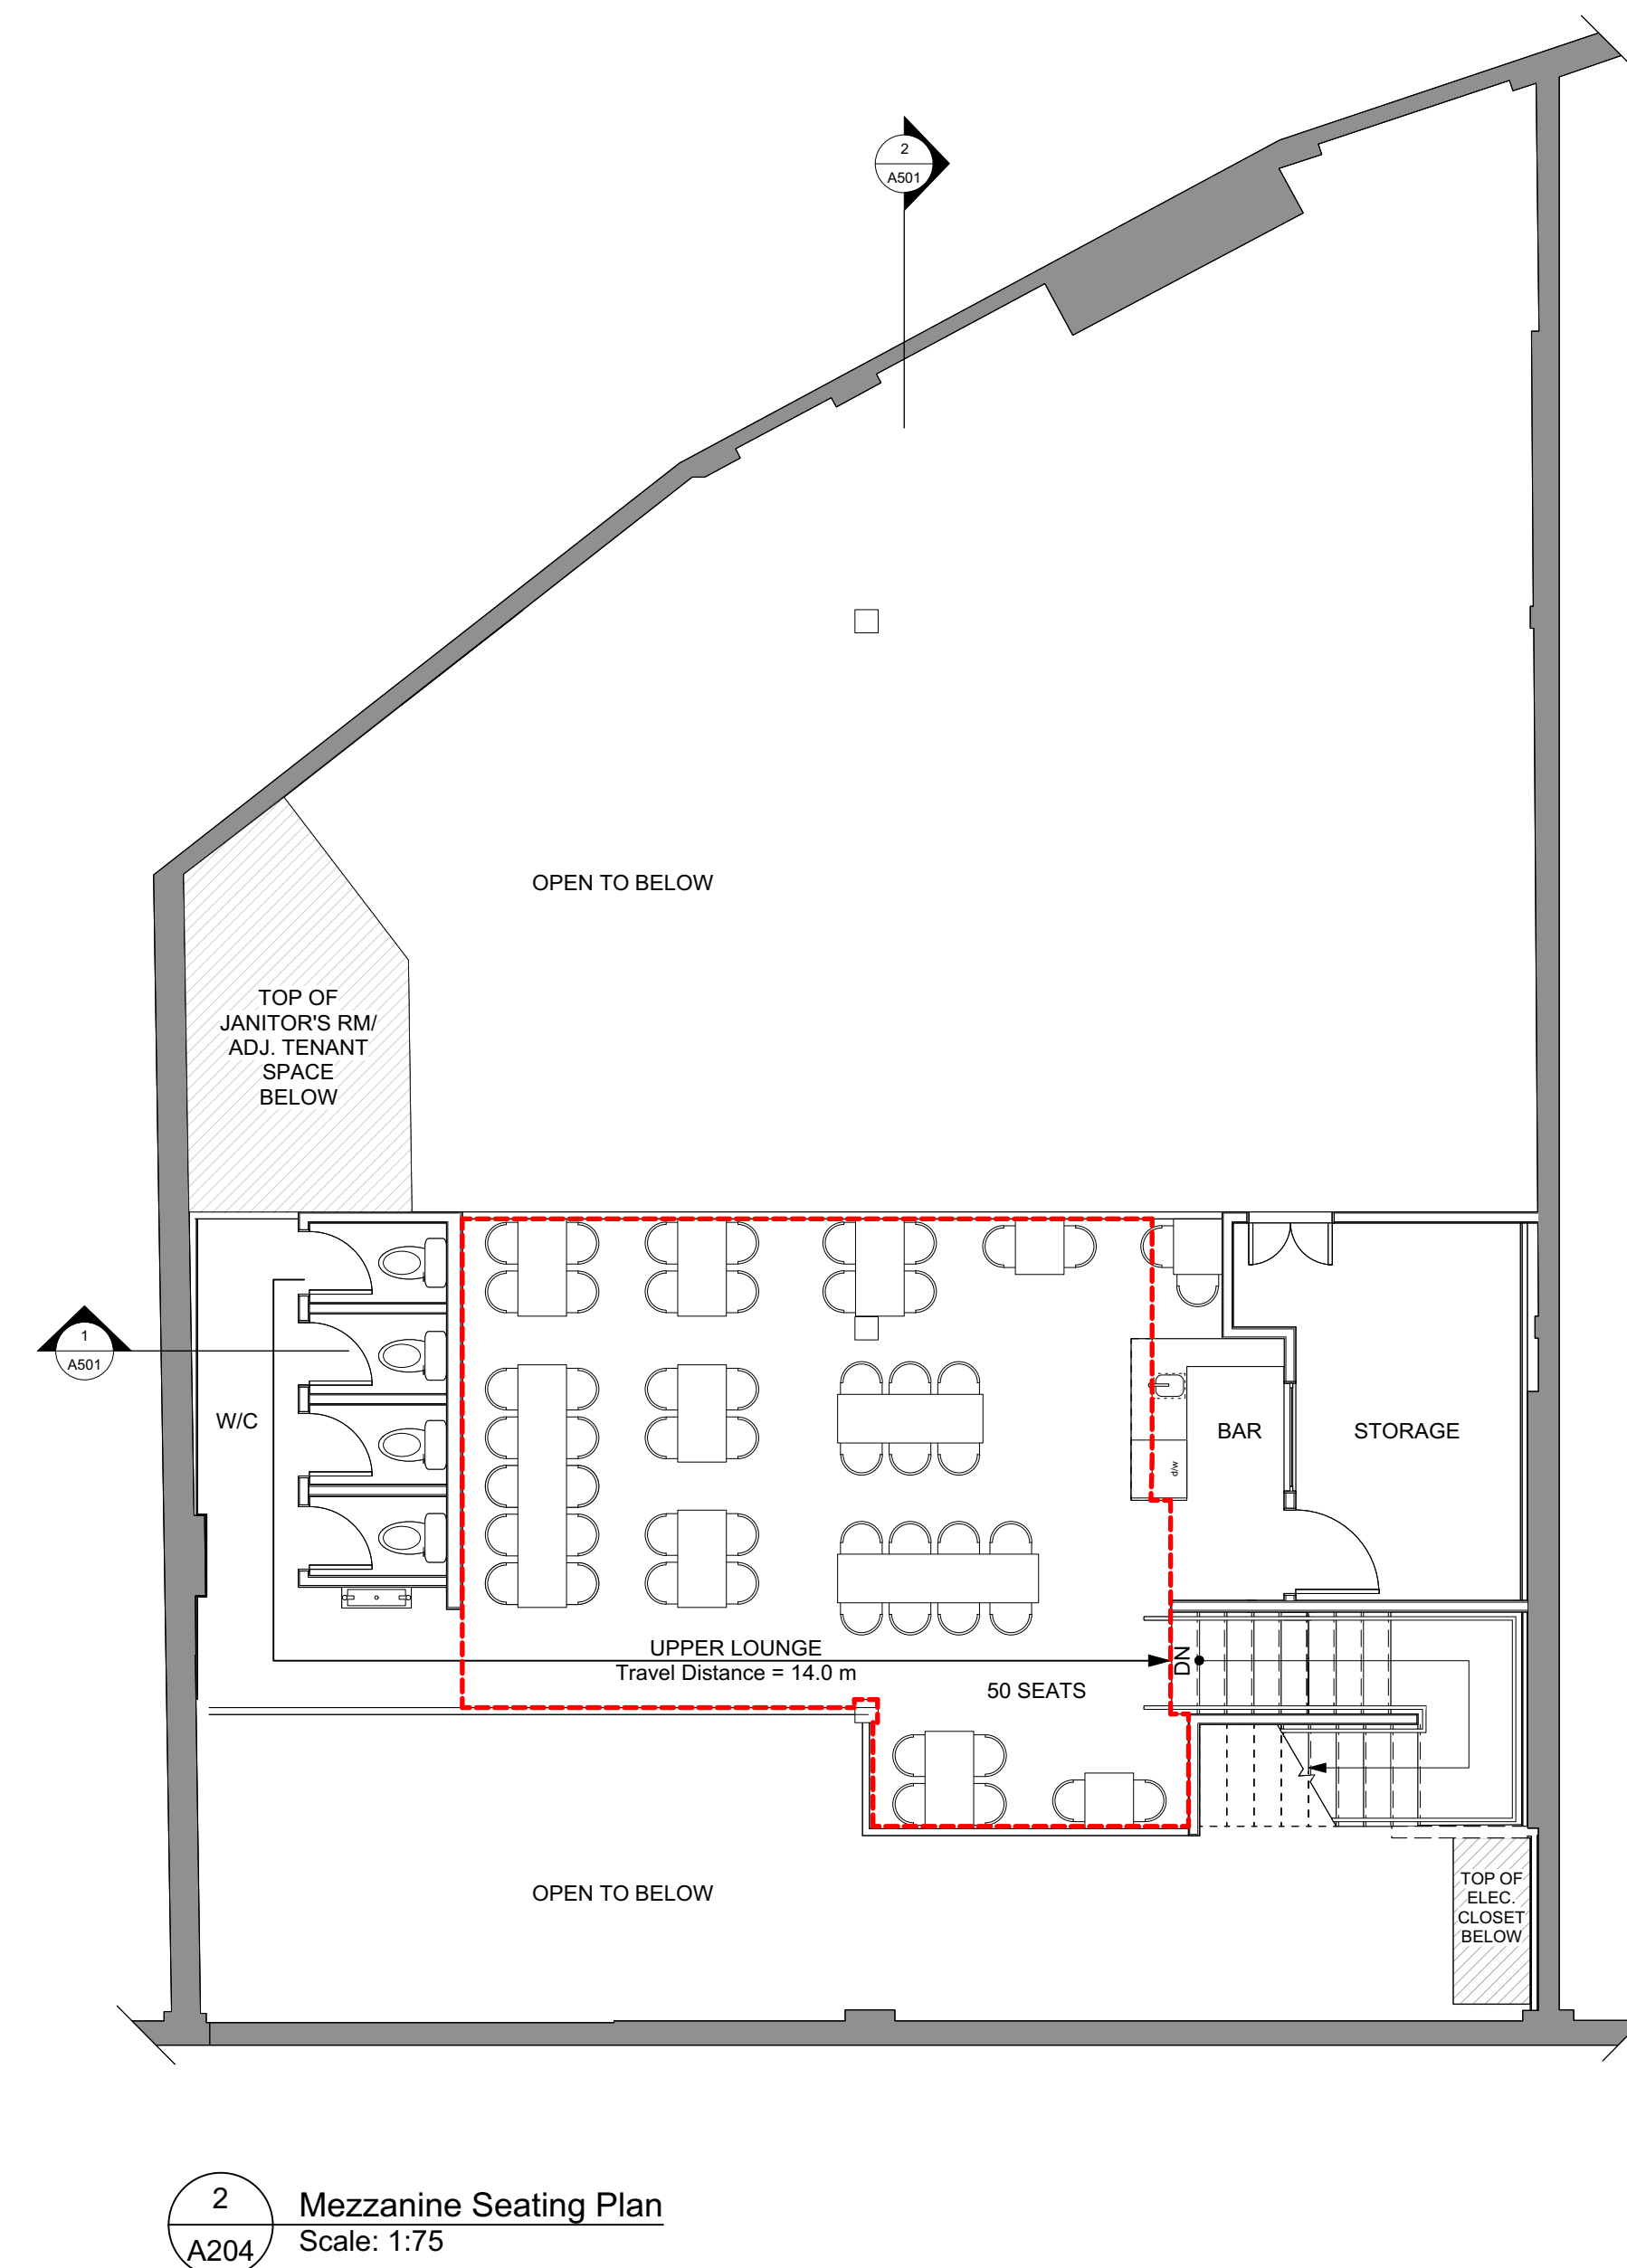 2
A501
OPEN TO BELOW
TOP OF
JANITOR'S RM/
ADJ. TENANT
SPACE
BELOW
1
A501
W/C
BAR
STORAGE
d/w
UPPER LOUNGE
Travel Distance = 14.0 m
DN
50 SEATS
OPEN TO BELOW
TOP OF
ELEC.
CLOSET
BELOW
2
A204
Mezzanine Seating Plan
Scale: 1:75